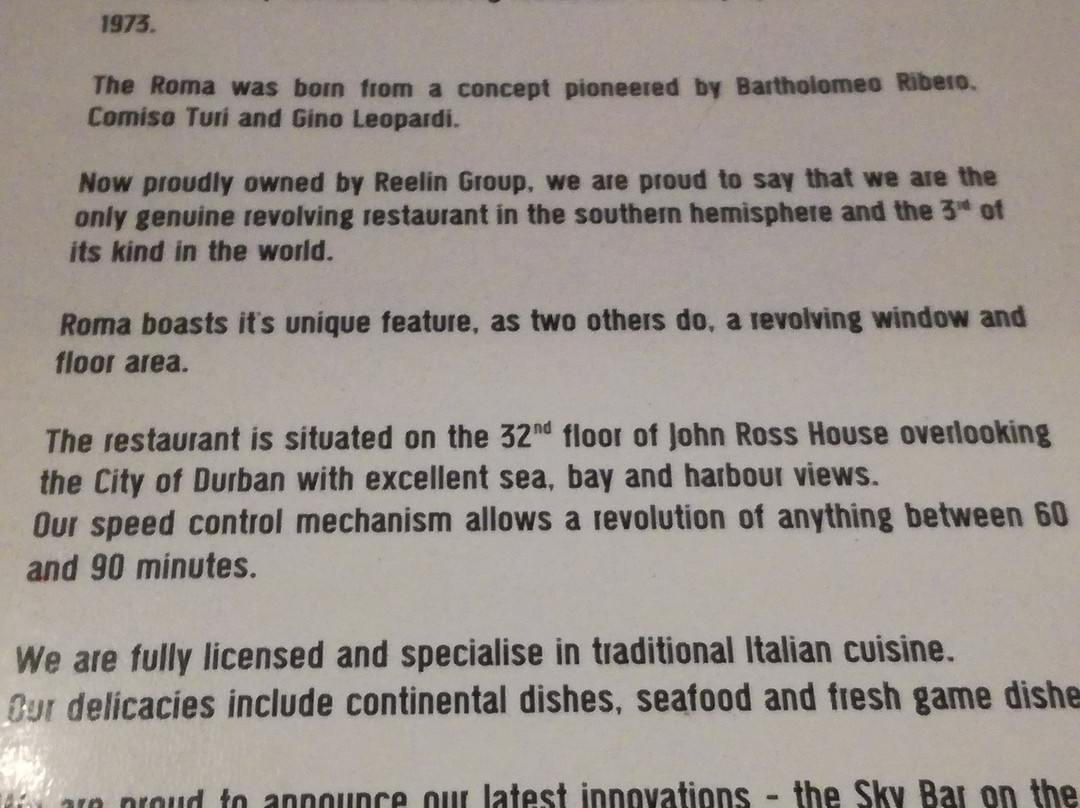 1973.
The Roma was born from a concept pioneered by Bartholomeo Ribero,
Comiso Turi and Gino Leopardi.
Now proudly owned by Reelin Group, we are proud to say that we are the
only genuine revolving restaurant in the southern hemisphere and the 3rd of
its kind in the world.
Roma boasts it's unique feature, as two others do, a revolving window and
floor area.
The restaurant is situated on the 32nd floor of John Ross House overlooking
the City of Durban with excellent sea, bay and harbour views.
Our speed control mechanism allows a revolution of anything between 60
and 90 minutes.
We are fully licensed and specialise in traditional Italian cuisine.
Our delicacies include continental dishes, seafood and fresh game dishe
are proud to announce our latest innovations - the Sky Bar on the